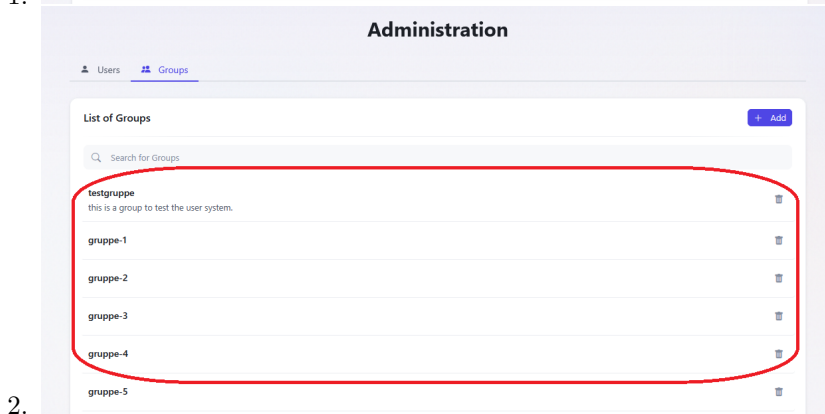 1.
Administration
Users Groups
List of Groups
+ Add
Search for Groups
testgruppe
this is a group to test the user system.
gruppe-1
gruppe-2
gruppe-3
gruppe-4
gruppe-5
2.